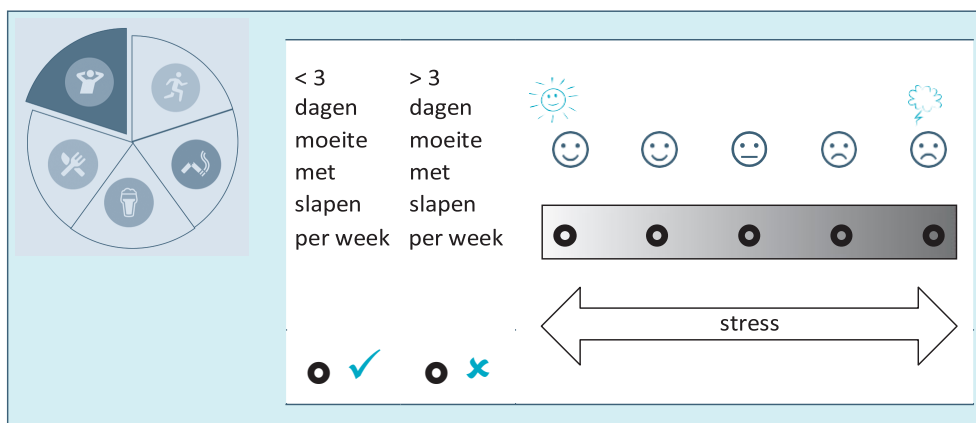 < 3
dagen
moeite
met
slapen
per week
> 3
dagen
moeite
met
slapen
per week
stress